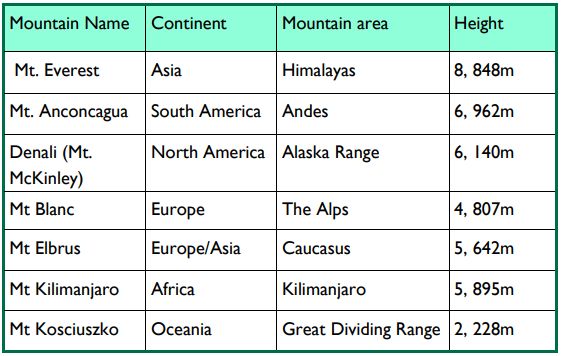 Mountain Name Continent Mountain area Height
Mt. Everest Asia Himalayas 8, 848m
Mt. Anconcagua South America Andes 6, 962m
Denali (Mt. McKinley) North America Alaska Range 6, 140m
Mt Blanc Europe The Alps 4, 807m
Mt Elbrus Europe/Asia Caucasus 5, 642m
Mt Kilimanjaro Africa Kilimanjaro 5, 895m
Mt Kosciuszko Oceania Great Dividing Range 2, 228m